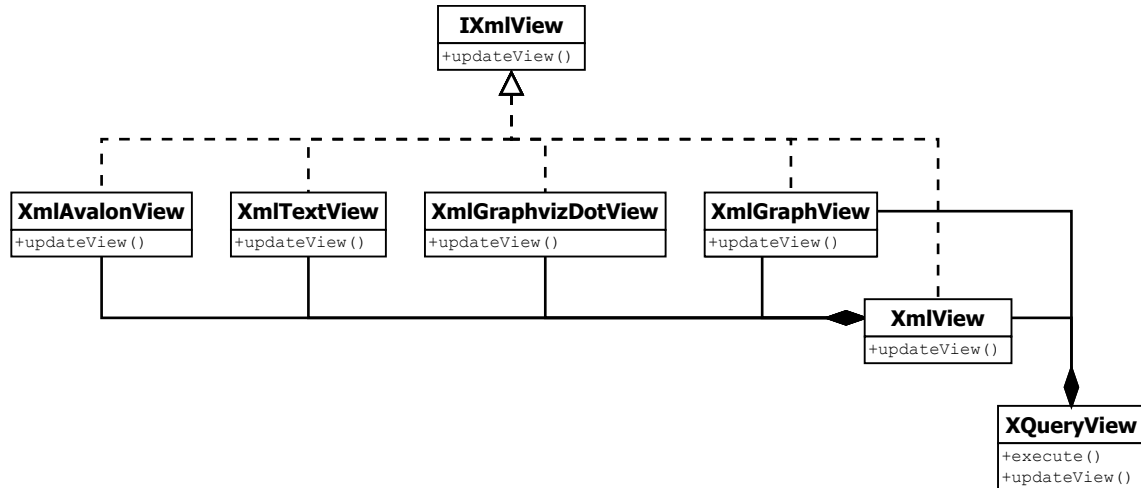 IXmlView
+updateView()
XmlAvalonView
+updateView()
XmlTextView
+updateView()
XmlGraphvizDotView
+updateView()
XmlGraphView
+updateView()
XmlView
+updateView()
XQueryView
+execute()
+updateView()